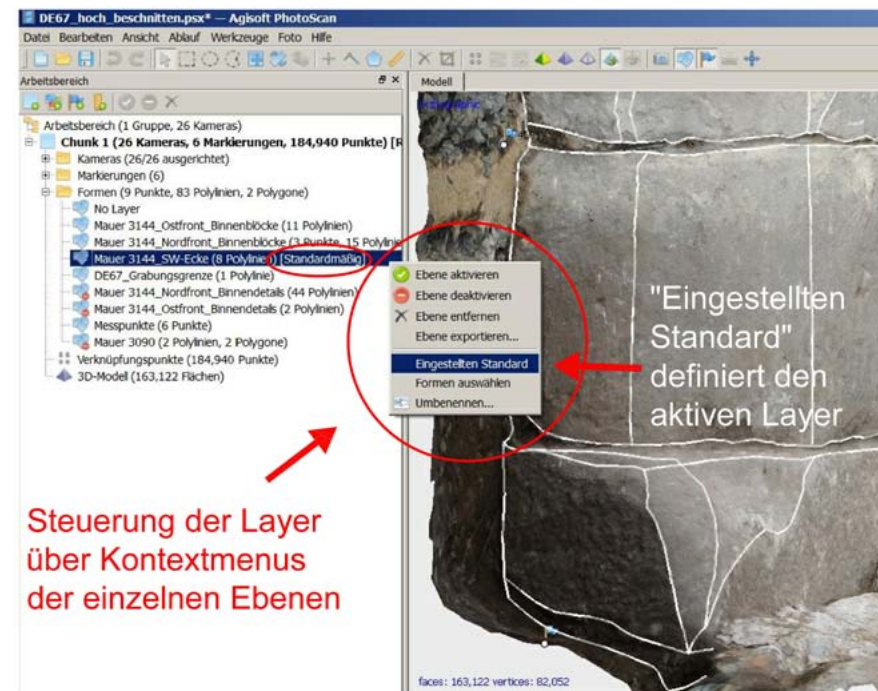 DE67_hoch_beschnitten.psx* — Agisoft PhotoScan
Datei Bearbeiten Ansicht Ablauf Werkzeuge Foto Hilfe
Arbeitsbereich
Modell
Arbeitsbereich (1 Gruppe, 26 Kameras)
Chunk 1 (26 Kameras, 6 Markierungen, 184,940 Punkte) [R
Kameras (26/26 ausgerichtet)
Markierungen (6)
Formen (9 Punkte, 83 Polylinien, 2 Polygone)
No Layer
Mauer 3144_Ostfront_Binnenblöcke (11 Polylinien)
Mauer 3144_Nordfront_Binnenblöcke (3 Punkte, 15 Polylinie
Mauer 3144_SW-Ecke (8 Polylinien) [Standardmäßig]
DE67_Grabungsgrenze (1 Polylinie)
Mauer 3144_Nordfront_Binnendetails (44 Polylinien)
Mauer 3144_Ostfront_Binnendetails (2 Polylinien)
Messpunkte (6 Punkte)
Mauer 3090 (2 Polylinien, 2 Polygone)
Verknüpfungspunkte (184,940 Punkte)
3D-Model (163,122 Flächen)
Ebene aktivieren
Ebene deaktivieren
Ebene entfernen
Ebene exportieren...
Eingestellten Standard
Formen auswählen
Umbenennen...
"Eingestellten
Standard"
definiert den
aktiven Layer
Steuerung der Layer
über Kontextmenus
der einzelnen Ebenen
faces: 163,122 vertices: 82,052